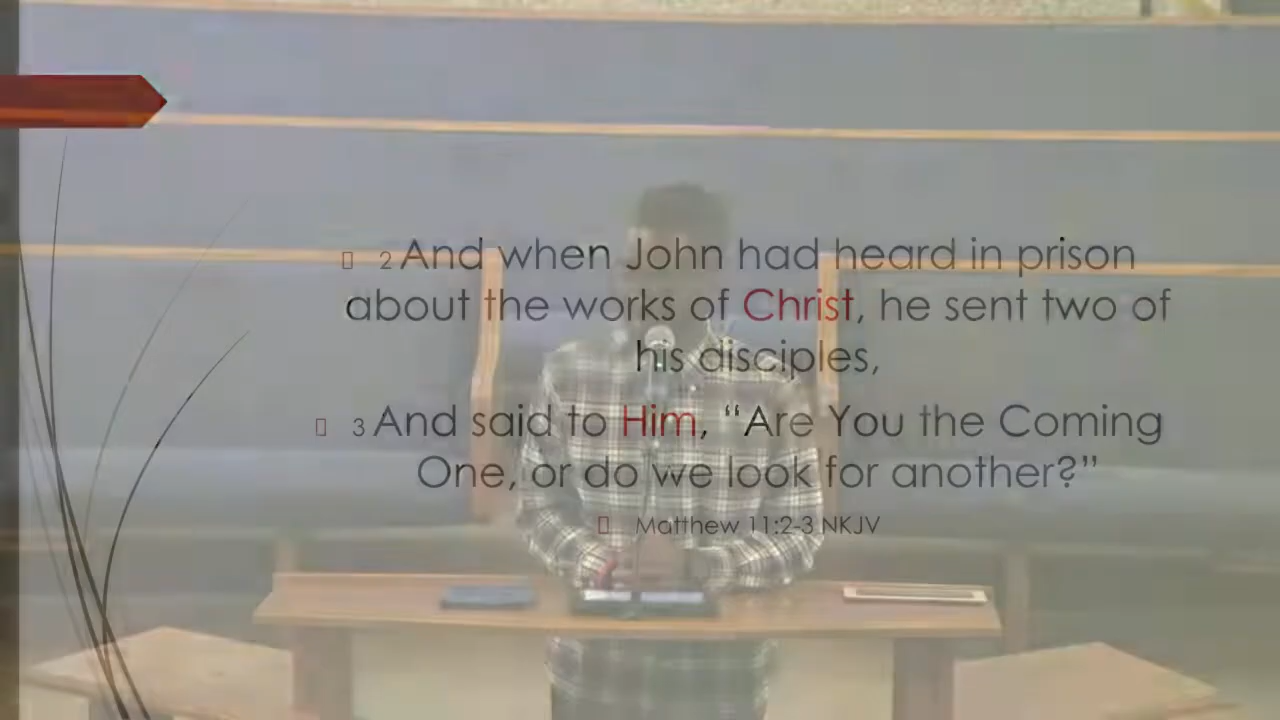 2 And when John had heard in prison
about the works of Christ, he sent two of
his disciples,
3 And said to Him, “Are You the Coming
One, or do we look for another?”
Matthew 11:2-3 NKJV